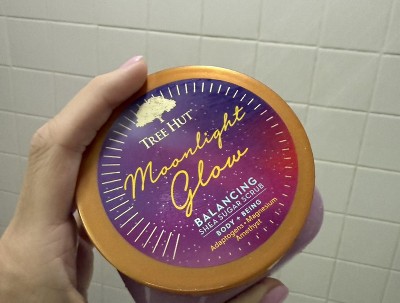 TREE HUT
Moonlight
Glow
BALANCING
SHEA SUGAR SCRUB
BODY + BEING
Adaptogens • Magnesium
Amethyst